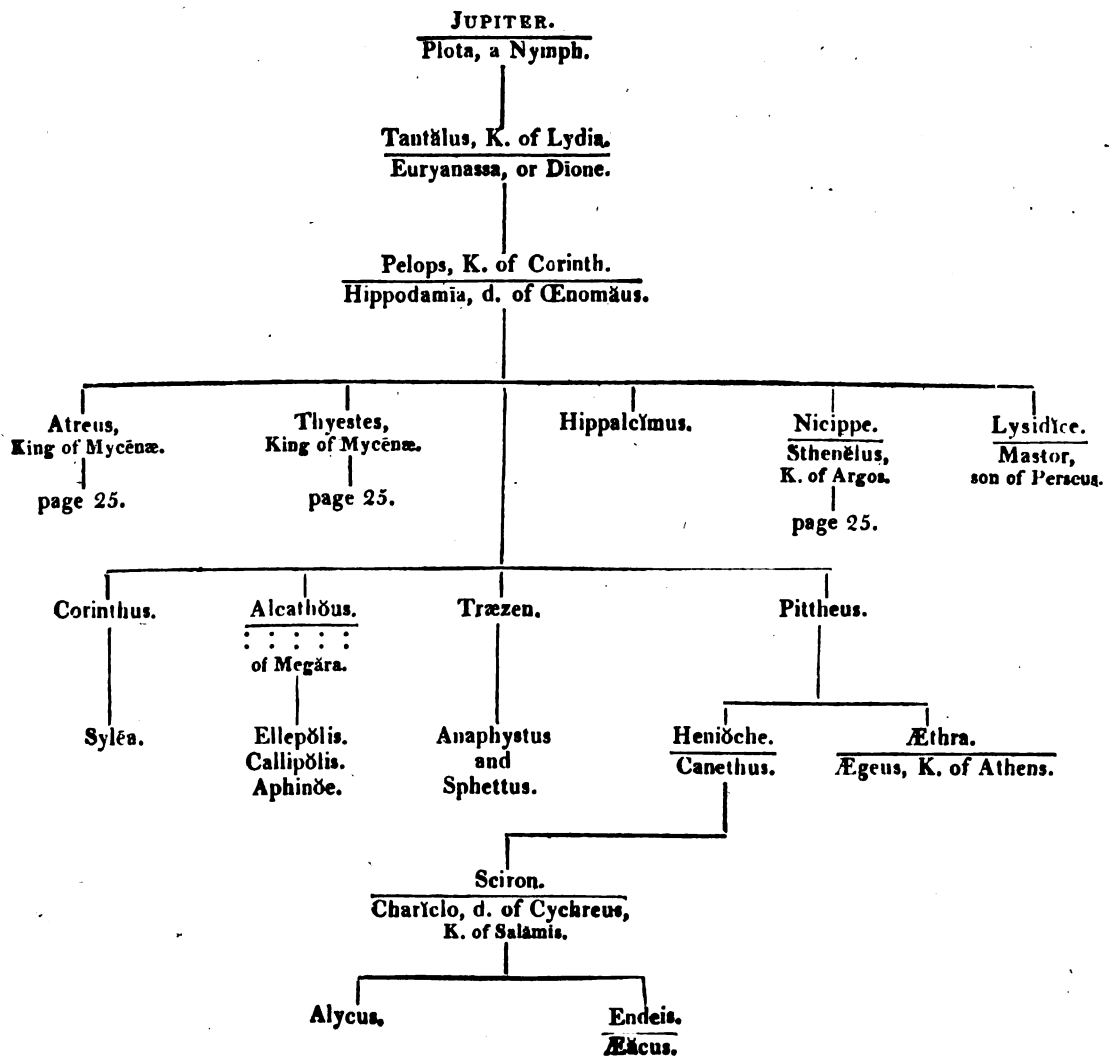 JUPITER.
Plota, a Nymph.
Tantălus, K. of Lydia.
Euryanassa, or Dione.
Pelops, K. of Corinth.
Hippodamīa, d. of Œnomăus.
Atreus,
King of Mycēnæ.
page 25.
Thyestes,
King of Mycēnæ.
page 25.
Hippalcĭmus.
Nicippe.
Sthenĕlus,
K. of Argos.
page 25.
Lysidĭce.
Mastor,
son of Perseus.
Corinthus.
Alcathŏus.
of Megăra.
Træzen.
Pittheus.
Syléa.
Ellepŏlis.
Callipŏlis.
Aphinŏe.
Anaphystus
and
Sphettus.
Heniŏche.
Canethus.
Æthra.
Ægeus, K. of Athens.
Sciron.
Charĭclo, d. of Cychreus,
K. of Salamis.
Alycus.
Endeis.
Æăcus.